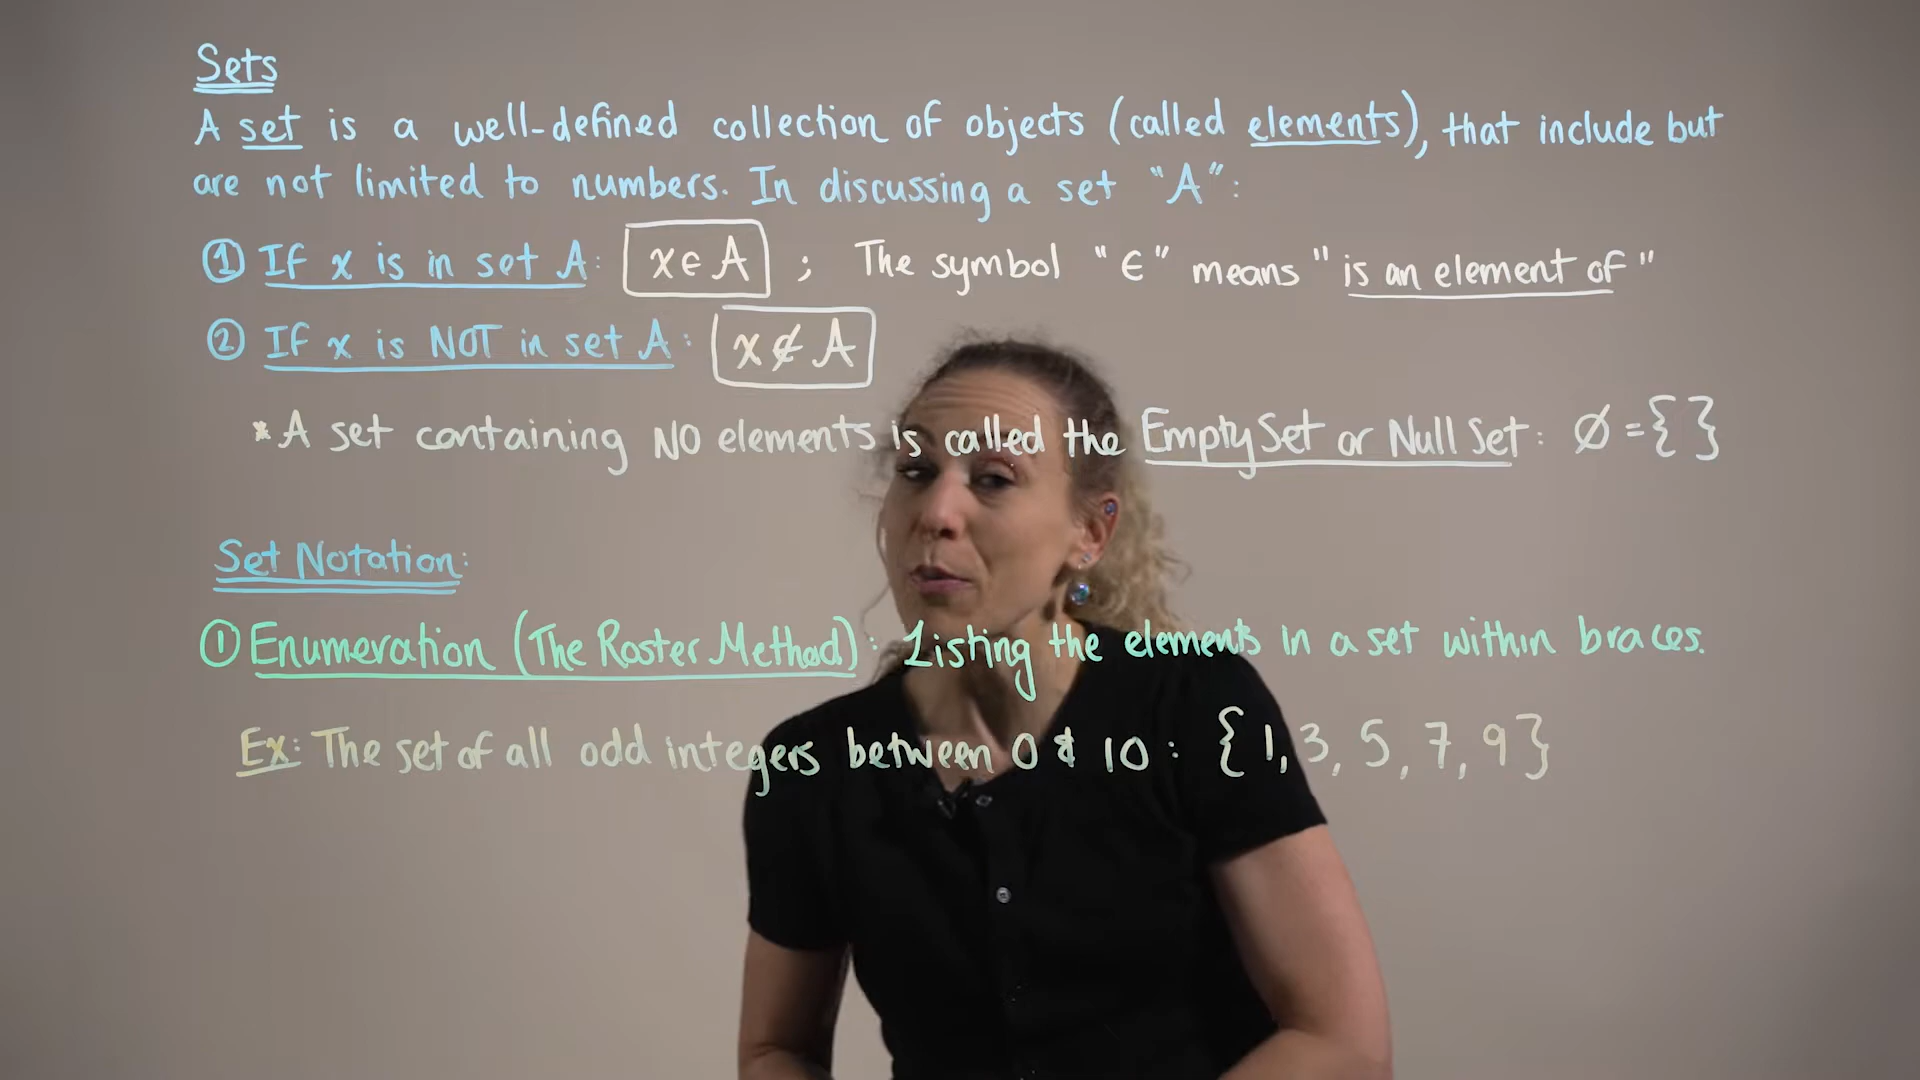 Sets
A set is a well-defined collection of objects (called elements), that include but
are not limited to numbers. In discussing a set "A":
① If x is in set A: x ∈ A ; The symbol "∈" means "is an element of"
② If x is NOT in set A: x ∉ A
* A set containing NO elements is called the Empty Set or Null Set: ∅ = { }
Set Notation:
① Enumeration (The Roster Method): Listing the elements in a set within braces.
Ex: The set of all odd integers between 0 & 10: {1, 3, 5, 7, 9}